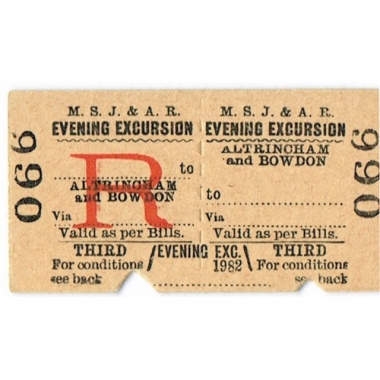 066
M. S. J. & A. R.
EVENING EXCURSION
R
to
ALTRINCHAM
and BOWDON
Via
Valid as per Bills.
THIRD
For conditions
see back
EVENING EXC.
1982
M. S. J. & A. R.
EVENING EXCURSION
ALTRINCHAM
and BOWDON
to
Via
Valid as per Bills.
THIRD
For conditions
see back
066